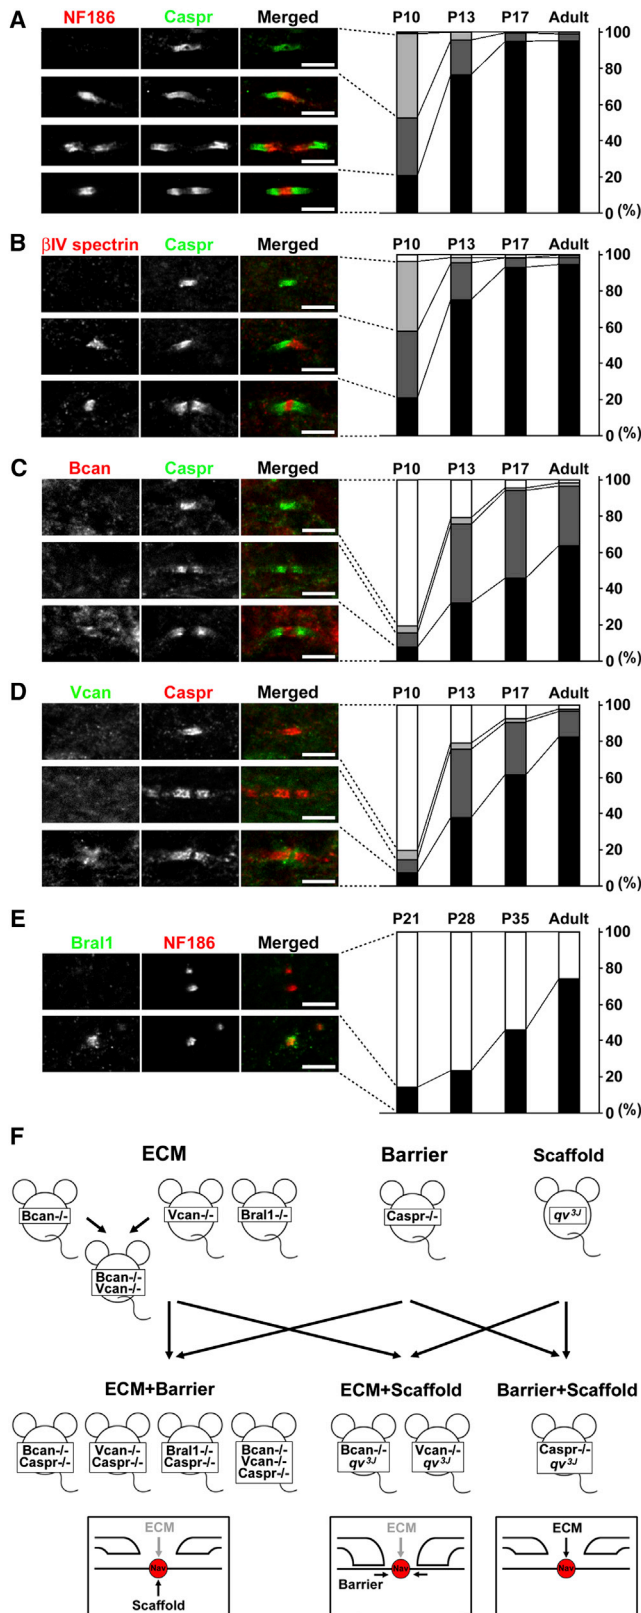 A NF186 Caspr Merged P10 P13 P17 Adult
100
80
60
40
20
0 (%)
B βIV spectrin Caspr Merged P10 P13 P17 Adult
100
80
60
40
20
0 (%)
C Bcan Caspr Merged P10 P13 P17 Adult
100
80
60
40
20
0 (%)
D Vcan Caspr Merged P10 P13 P17 Adult
100
80
60
40
20
0 (%)
E Bral1 NF186 Merged P21 P28 P35 Adult
100
80
60
40
20
0 (%)
F
ECM Barrier Scaffold
Bcan-/- Vcan-/- Bral1-/- Caspr-/- qv3J
Bcan-/-
Vcan-/-
ECM+Barrier ECM+Scaffold Barrier+Scaffold
Bcan-/-
Caspr-/-
Vcan-/-
Caspr-/-
Bral1-/-
Caspr-/-
Bcan-/-
Vcan-/-
Caspr-/-
Bcan-/-
qv3J
Vcan-/-
qv3J
Caspr-/-
qv3J
ECM
Nav
Scaffold
ECM
Nav
Barrier
ECM
Nav